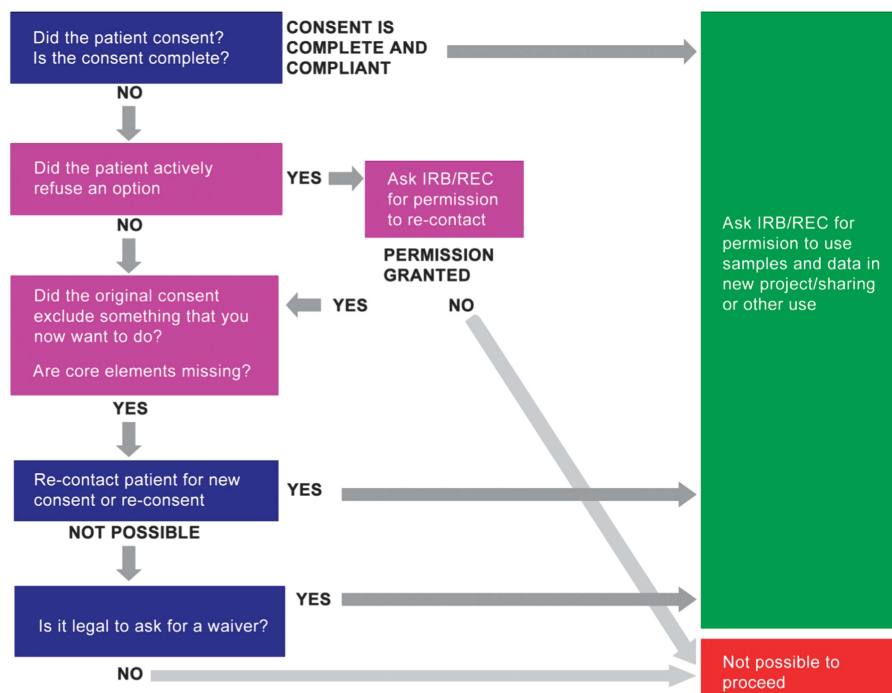 Did the patient consent?
Is the consent complete?
CONSENT IS
COMPLETE AND
COMPLIANT
NO
Did the patient actively
refuse an option
YES
Ask IRB/REC
for permission
to re-contact
PERMISSION
GRANTED
NO
Did the original consent
exclude something that you
now want to do?
Are core elements missing?
YES
NO
YES
Re-contact patient for new
consent or re-consent
YES
NOT POSSIBLE
Is it legal to ask for a waiver?
YES
NO
Ask IRB/REC for
permision to use
samples and data in
new project/sharing
or other use
Not possible to
proceed